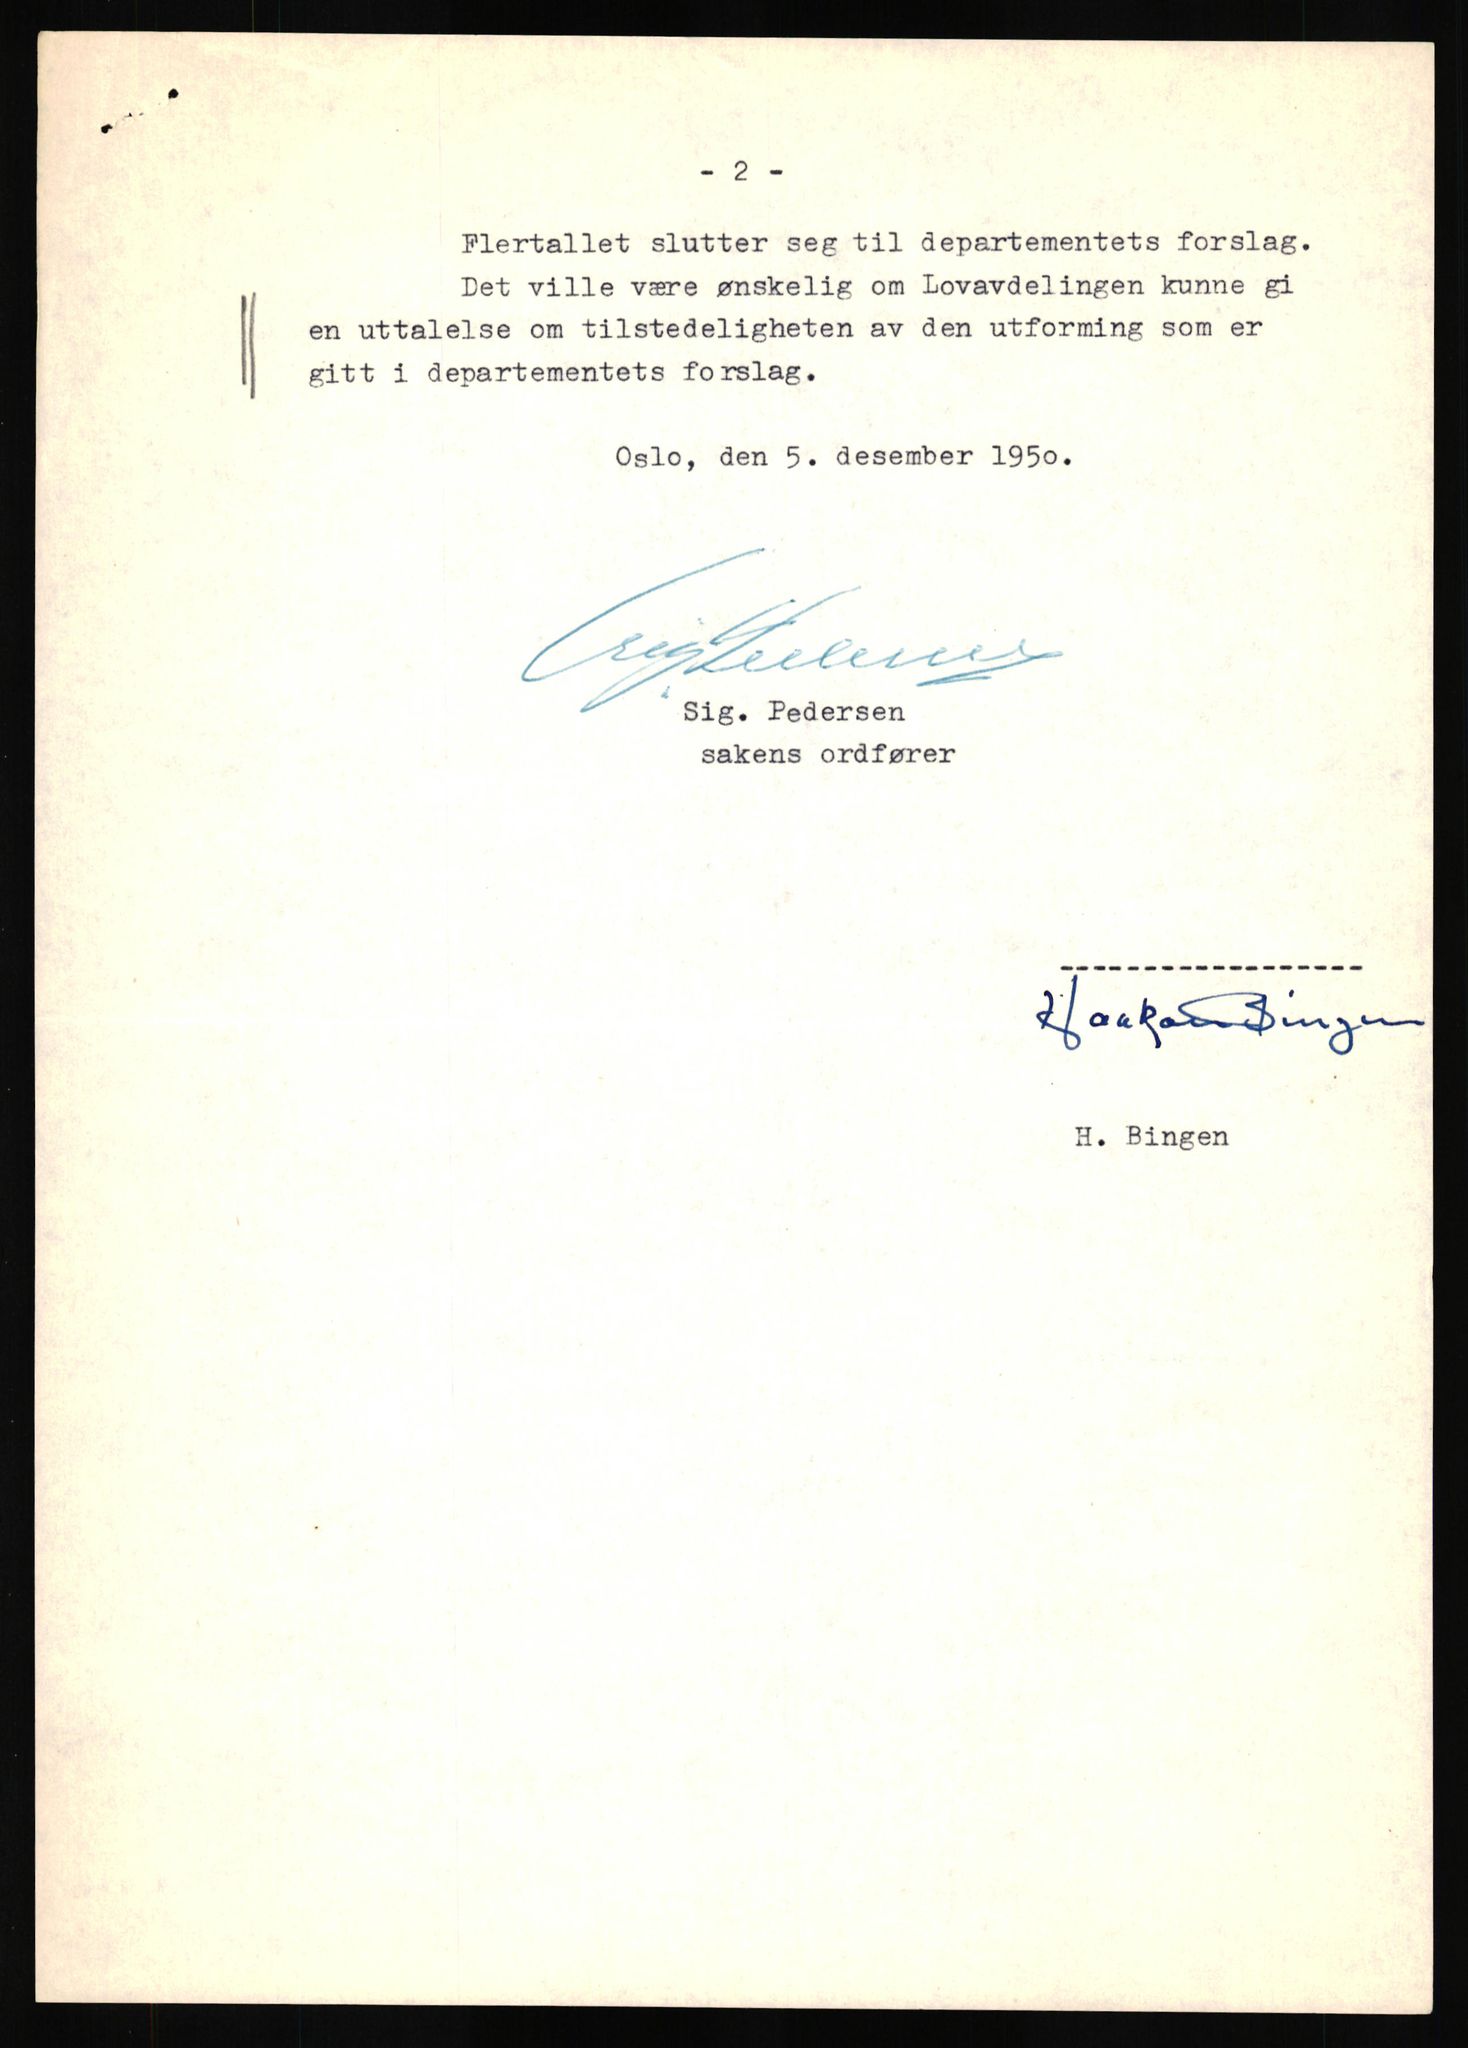 - 2 -
Flertallet slutter seg til departementets forslag.
Det ville være ønskelig om Lovavdelingen kunne gi
en uttalelse om tilstedeligheten av den utforming som er
gitt i departementets forslag.
Oslo, den 5. desember 1950.
Sig. Pedersen
Sig. Pedersen
sakens ordfører
------------------
Haakon Bingen
H. Bingen